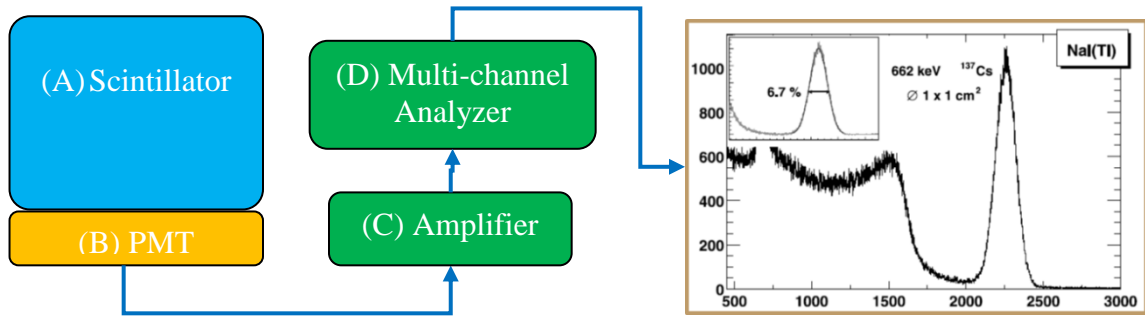 (A) Scintillator
(B) PMT
(D) Multi-channel
Analyzer
(C) Amplifier
NaI(Tl)
662 keV ¹³⁷Cs
Ø 1 x 1 cm²
6.7 %
1000
800
600
400
200
0
500 1000 1500 2000 2500 3000